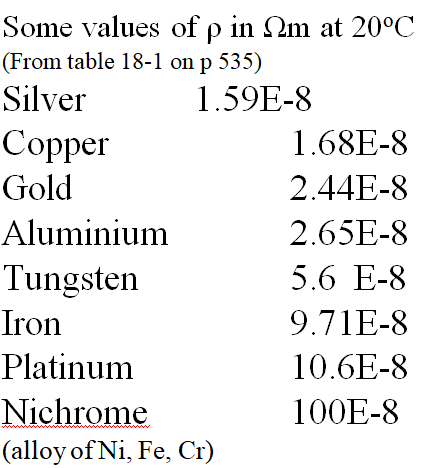 Some values of ρ in Ωm at 20ºC
(From table 18-1 on p 535)
Silver 1.59E-8
Copper 1.68E-8
Gold 2.44E-8
Aluminium 2.65E-8
Tungsten 5.6 E-8
Iron 9.71E-8
Platinum 10.6E-8
Nichrome 100E-8
(alloy of Ni, Fe, Cr)